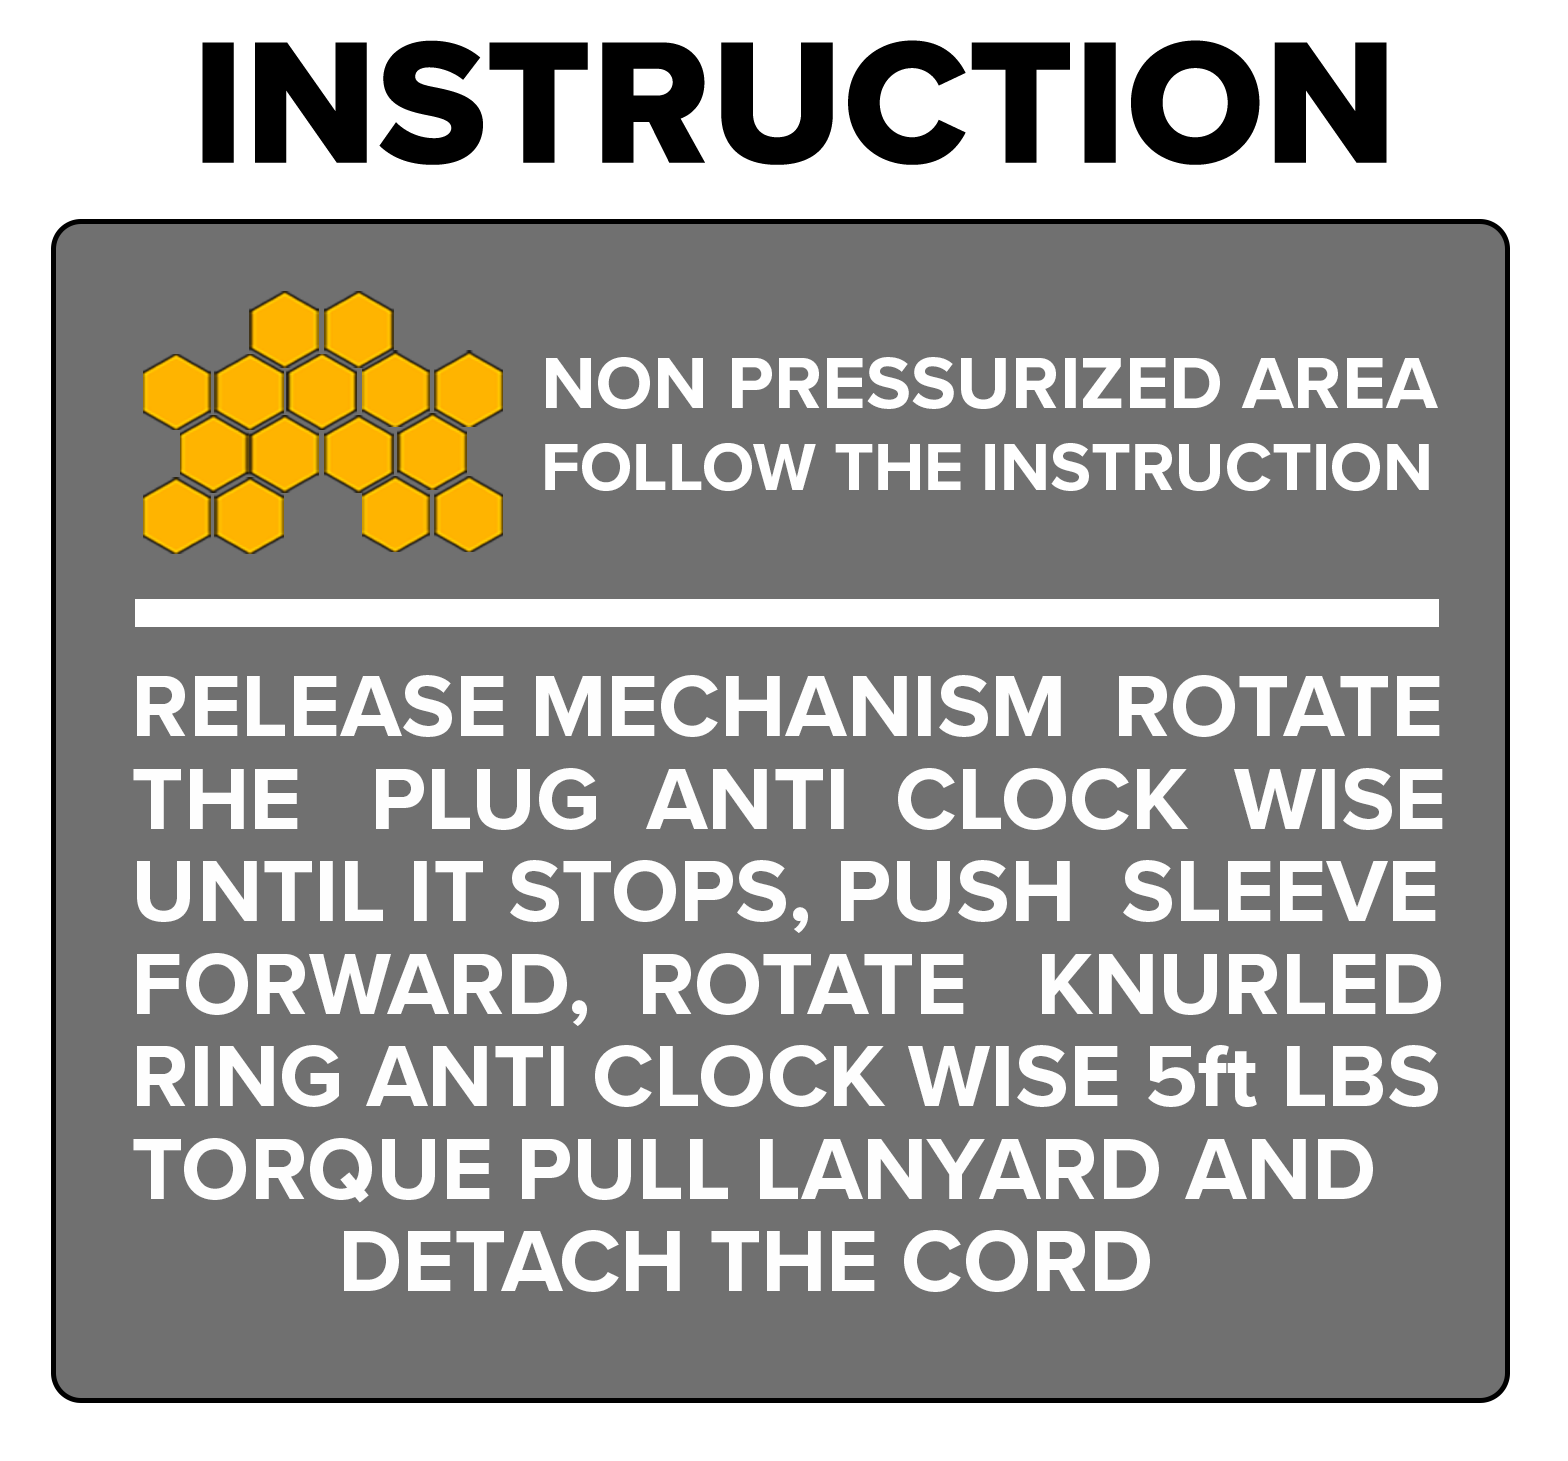 INSTRUCTION
NON PRESSURIZED AREA
FOLLOW THE INSTRUCTION
RELEASE MECHANISM ROTATE
THE PLUG ANTI CLOCK WISE
UNTIL IT STOPS, PUSH SLEEVE
FORWARD, ROTATE KNURLED
RING ANTI CLOCK WISE 5ft LBS
TORQUE PULL LANYARD AND
DETACH THE CORD